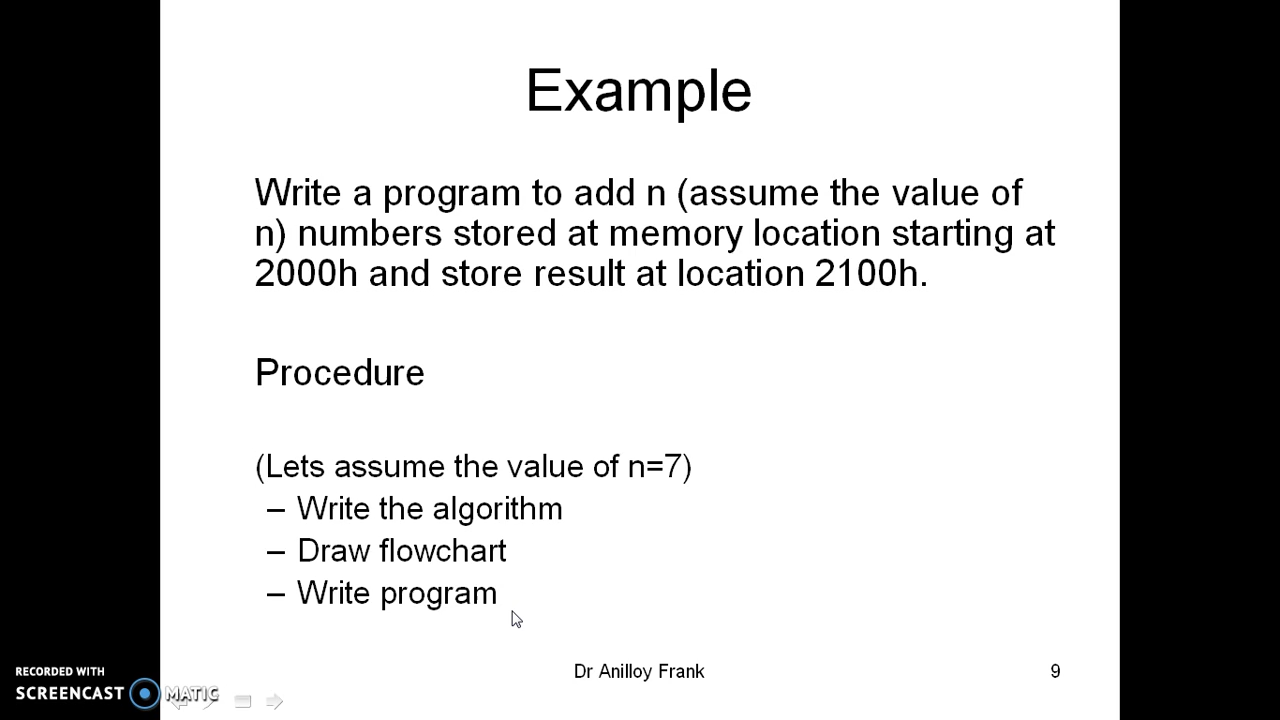 Example
Write a program to add n (assume the value of
n) numbers stored at memory location starting at
2000h and store result at location 2100h.
Procedure
(Lets assume the value of n=7)
– Write the algorithm
– Draw flowchart
– Write program
Dr Anilloy Frank
9
RECORDED WITH
SCREENCAST MATIC